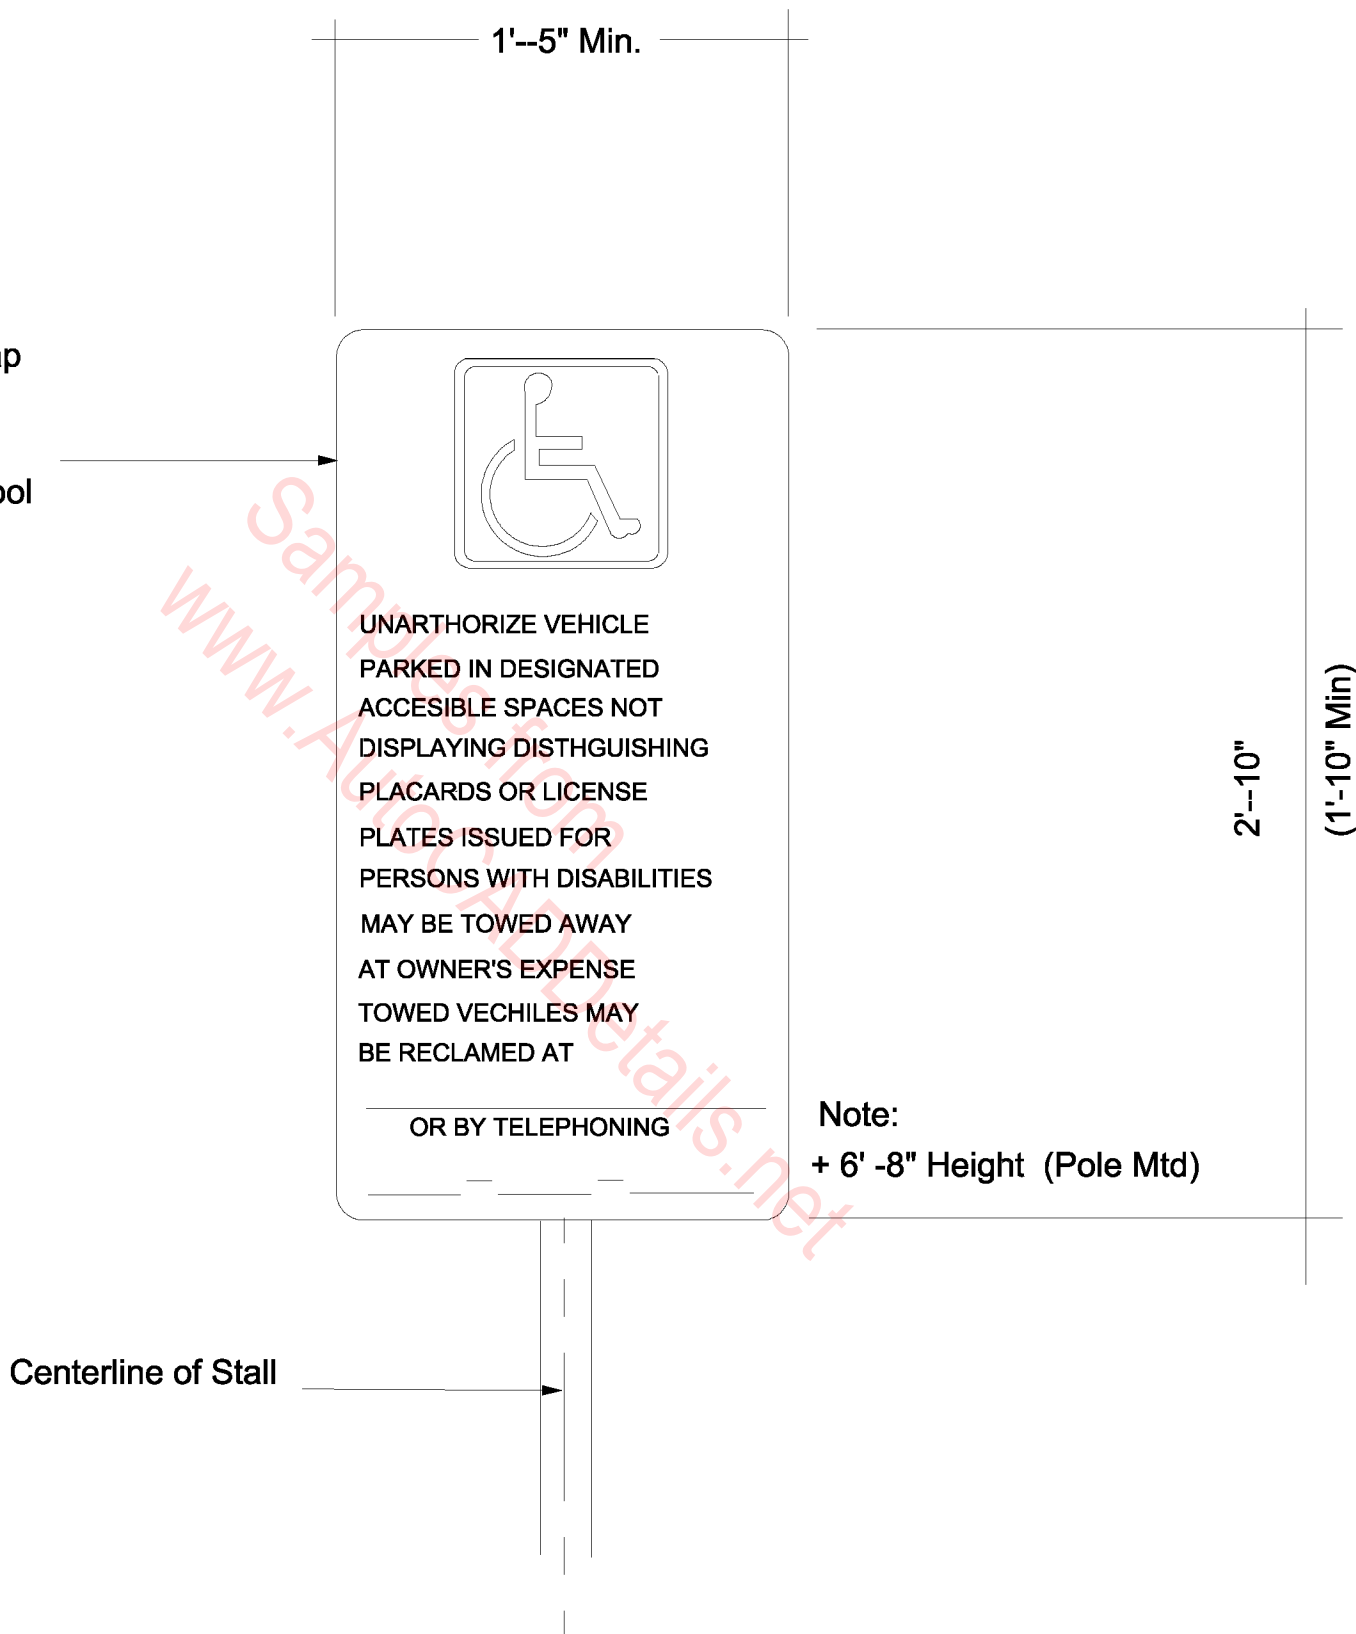 1'--5" Min.
ap
ool
UNARTHORIZE VEHICLE
PARKED IN DESIGNATED
ACCESIBLE SPACES NOT
DISPLAYING DISTHGUISHING
PLACARDS OR LICENSE
PLATES ISSUED FOR
PERSONS WITH DISABILITIES
MAY BE TOWED AWAY
AT OWNER'S EXPENSE
TOWED VECHILES MAY
BE RECLAMED AT
OR BY TELEPHONING
2'--10"
(1'-10" Min)
Note:
+ 6' -8" Height (Pole Mtd)
Centerline of Stall
Samples from
www.AutoCADDetails.net